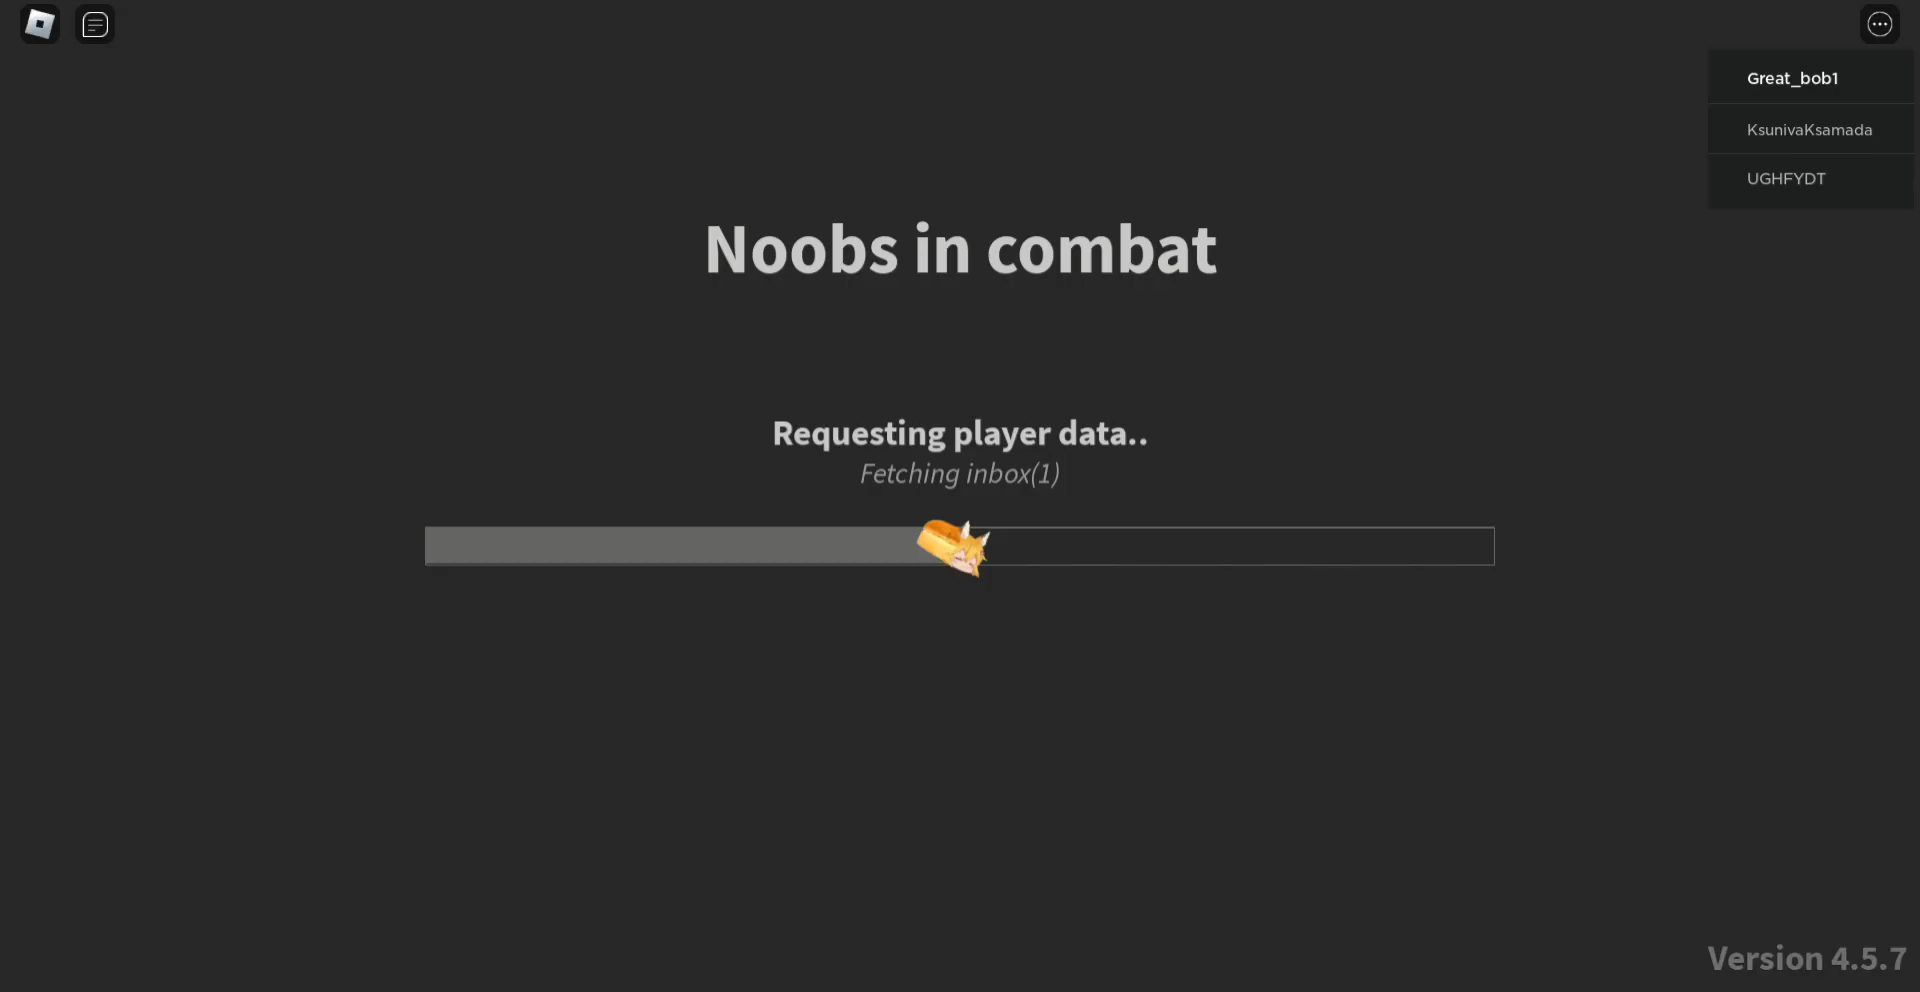 Great_bob1
KsunivaKsamada
UGHFYDT
Noobs in combat
Requesting player data..
Fetching inbox(1)
Version 4.5.7